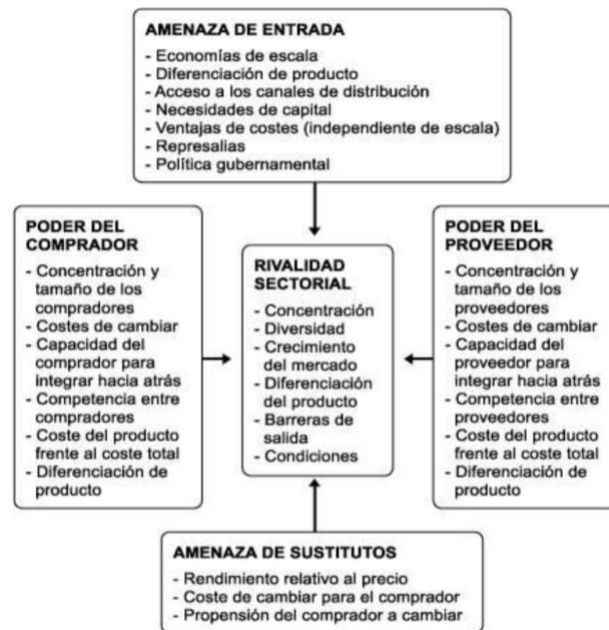 AMENAZA DE ENTRADA
- Economías de escala
- Diferenciación de producto
- Acceso a los canales de distribución
- Necesidades de capital
- Ventajas de costes (independiente de escala)
- Represalias
- Política gubernamental
PODER DEL
COMPRADOR
- Concentración y
tamaño de los
compradores
- Costes de cambiar
- Capacidad del
comprador para
integrar hacia atrás
- Competencia entre
compradores
- Coste del producto
frente al coste total
- Diferenciación de
producto
RIVALIDAD
SECTORIAL
- Concentración
- Diversidad
- Crecimiento
del mercado
- Diferenciación
del producto
- Barreras de
salida
- Condiciones
PODER DEL
PROVEEDOR
- Concentración y
tamaño de los
proveedores
- Costes de cambiar
- Capacidad del
proveedor para
integrar hacia atrás
- Competencia entre
proveedores
- Coste del producto
frente al coste total
- Diferenciación de
producto
AMENAZA DE SUSTITUTOS
- Rendimiento relativo al precio
- Coste de cambiar para el comprador
- Propensión del comprador a cambiar